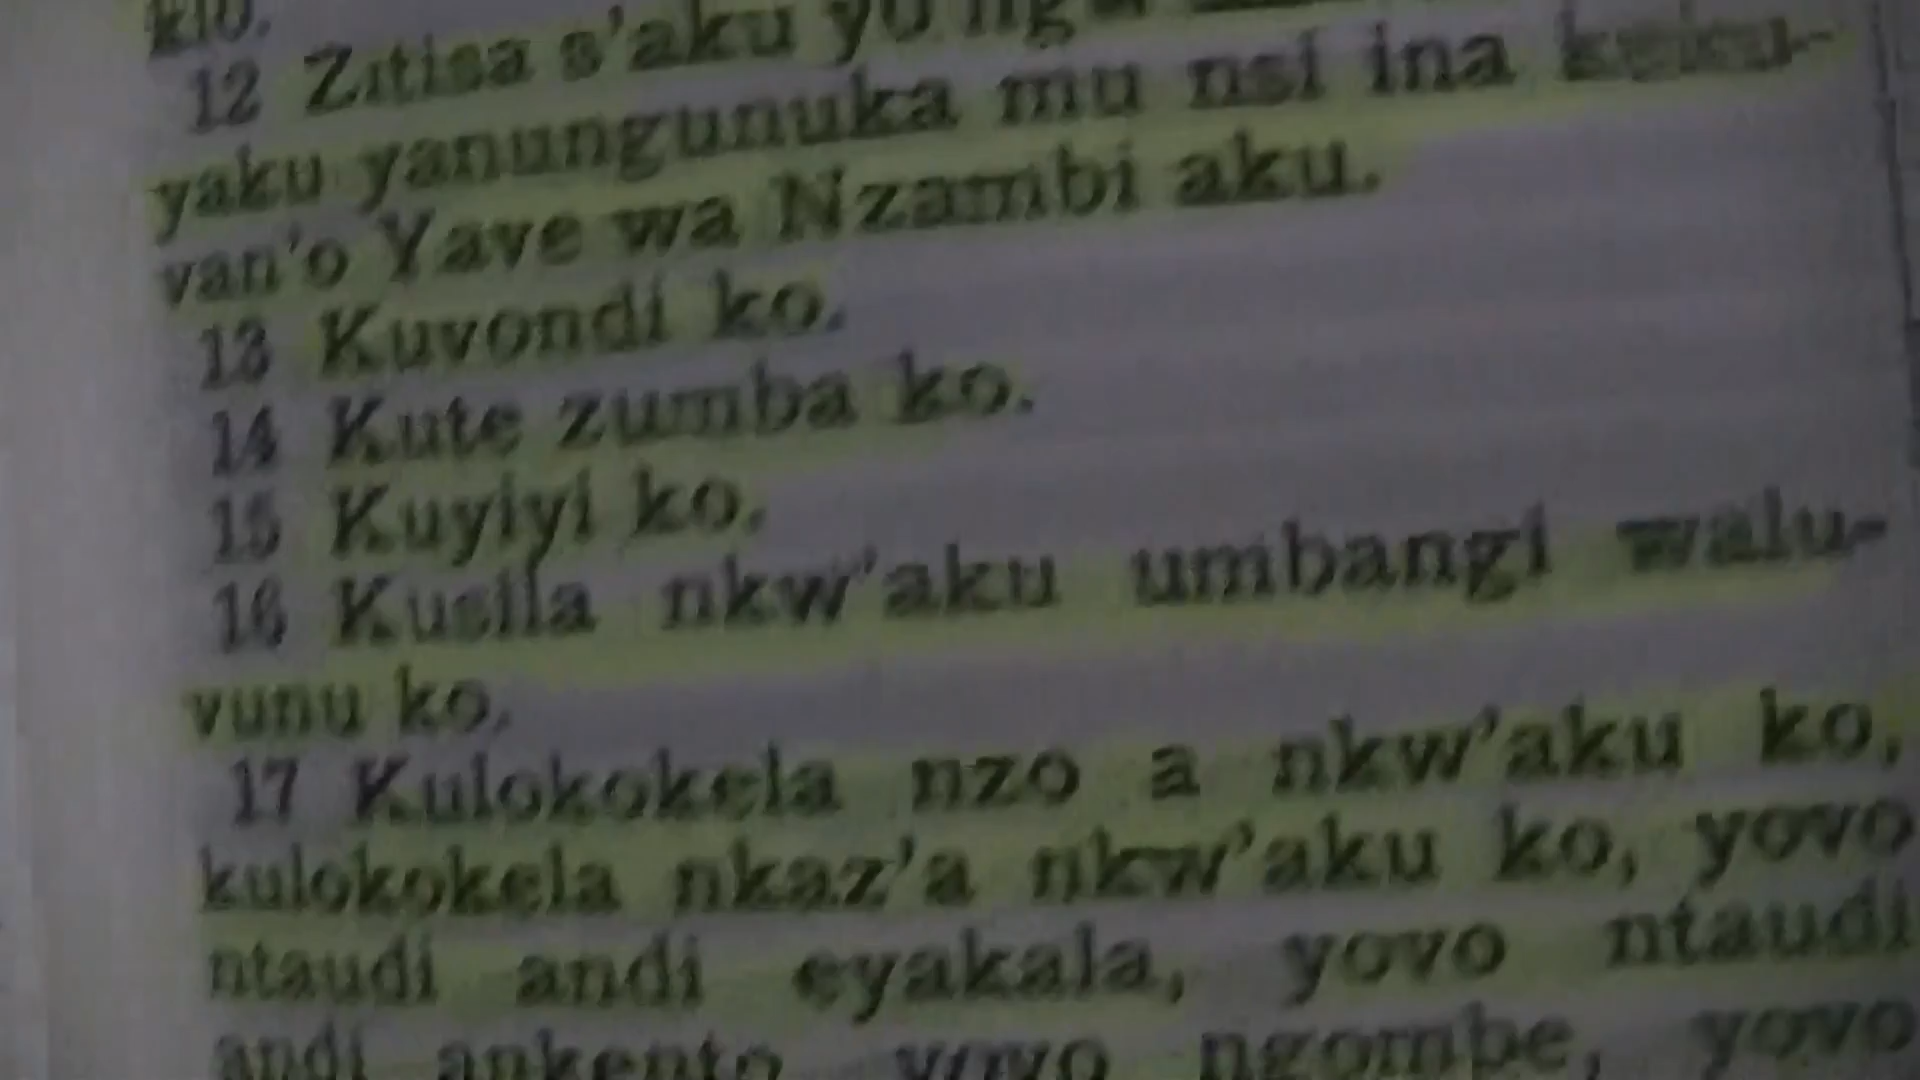 12 Zitisa s'aku yo
yaku yanungunuka mu nsi ina
van'o Yave wa Nzambi aku.
13 Kuvondi ko.
14 Kute zumba ko.
15 Kuyiyi ko.
16 Kusila nkw'aku umbangi walu-
vunu ko.
17 Kulokokela nzo a nkw'aku ko,
kulokokela nkaz'a nkw'aku ko, yovo
ntaudi andi eyakala, yovo ntaudi
andi ankento yovo ngombe, yovo